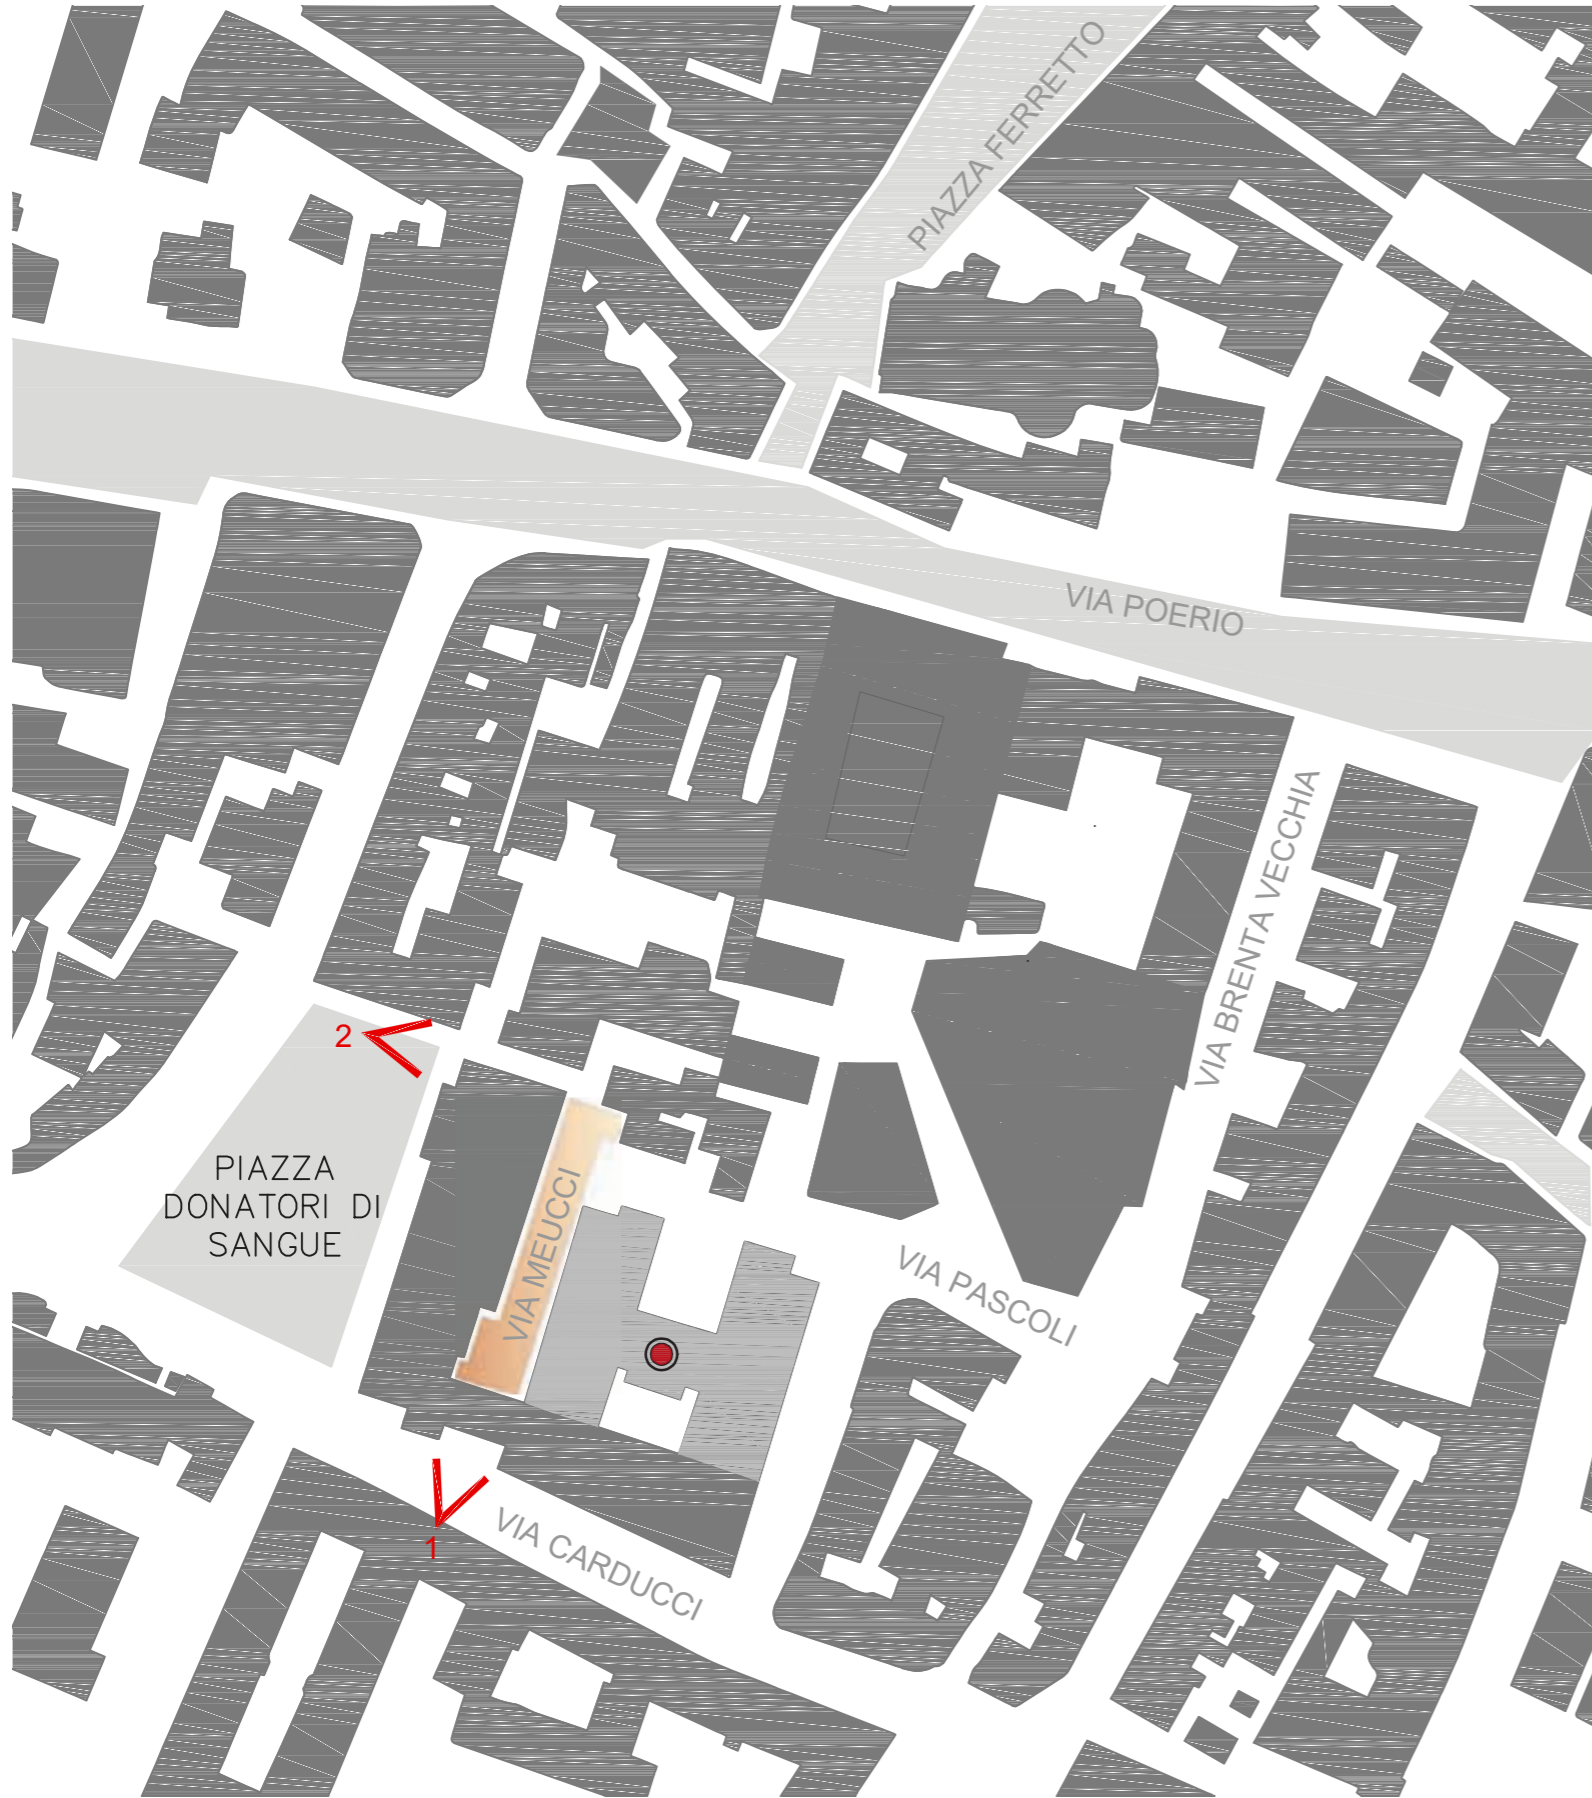 PIAZZA FERRETTO
VIA POERIO
VIA BRENTA VECCHIA
2
PIAZZA
DONATORI DI
SANGUE
VIA MEUCCI
VIA PASCOLI
1
VIA CARDUCCI